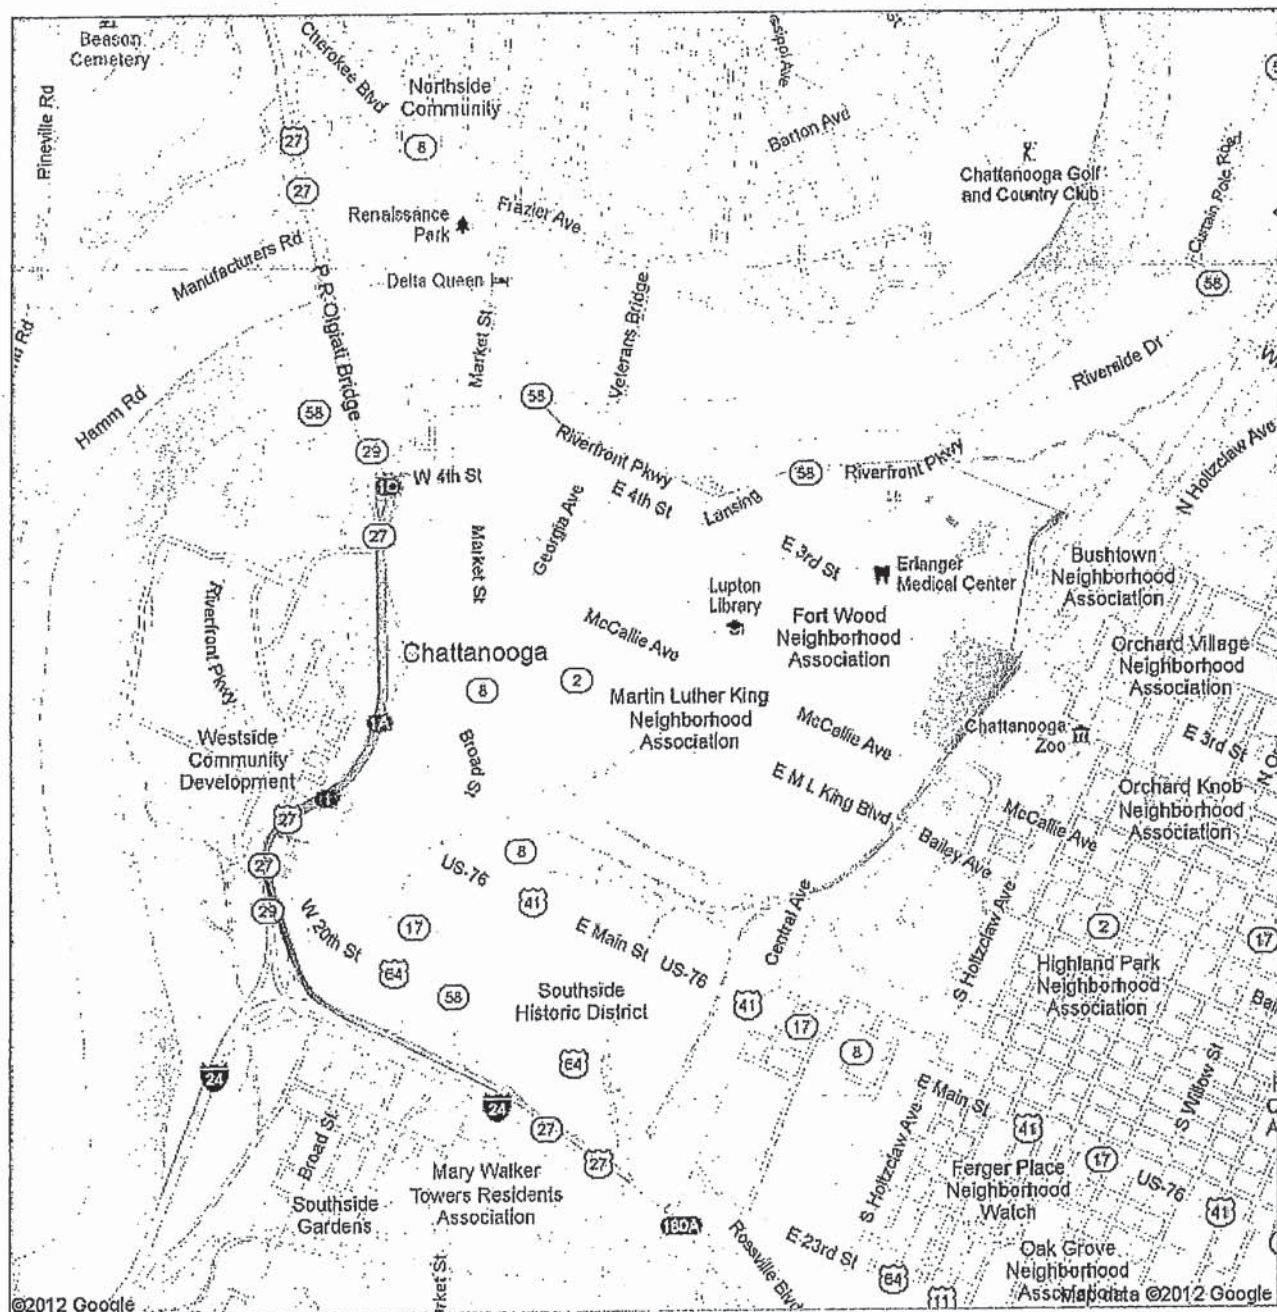 Beason
Cemetery
Cherokee Blvd
Northside
Community
Pineville Rd
27
8
Barton Ave
Chattanooga Golf
and Country Club
27
Renaissance
Park
Frazier Ave
Manufacturers Rd
Delta Queen
58
P R Olgiati Bridge
Market St
Veterans Bridge
Riverside Dr
Hamm Rd
58
58
29
Riverfront Pkwy
58
Riverfront Pkwy
N Holtzclaw Ave
W 4th St
E 4th St
Lansing
27
Market St
Georgia Ave
E 3rd St
Erlanger
Medical Center
Bushtown
Neighborhood
Association
Lupton
Library
Riverfront Pkwy
McCallie Ave
Fort Wood
Neighborhood
Association
Orchard Village
Neighborhood
Association
Chattanooga
8
2
Martin Luther King
Neighborhood
Association
1A
McCallie Ave
Chattanooga
Zoo
E 3rd St
Westside
Community
Development
Broad St
E M L King Blvd
Orchard Knob
Neighborhood
Association
27
McCallie Ave
Bailey Ave
27
US-76
8
41
29
W 20th St
17
E Main St
US-76
Central Ave
S Holtzclaw Ave
2
17
64
58
Southside
Historic District
41
17
8
Highland Park
Neighborhood
Association
64
24
24
27
27
Broad St
E Main St
41
S Willow St
17
US-76
41
Mary Walker
Towers Residents
Association
Southside
Gardens
S Holtzclaw Ave
Ferger Place
Neighborhood
Watch
180A
Rossville Blvd
E 23rd St
64
11
Oak Grove
Neighborhood
Association
©2012 Google
Map data ©2012 Google